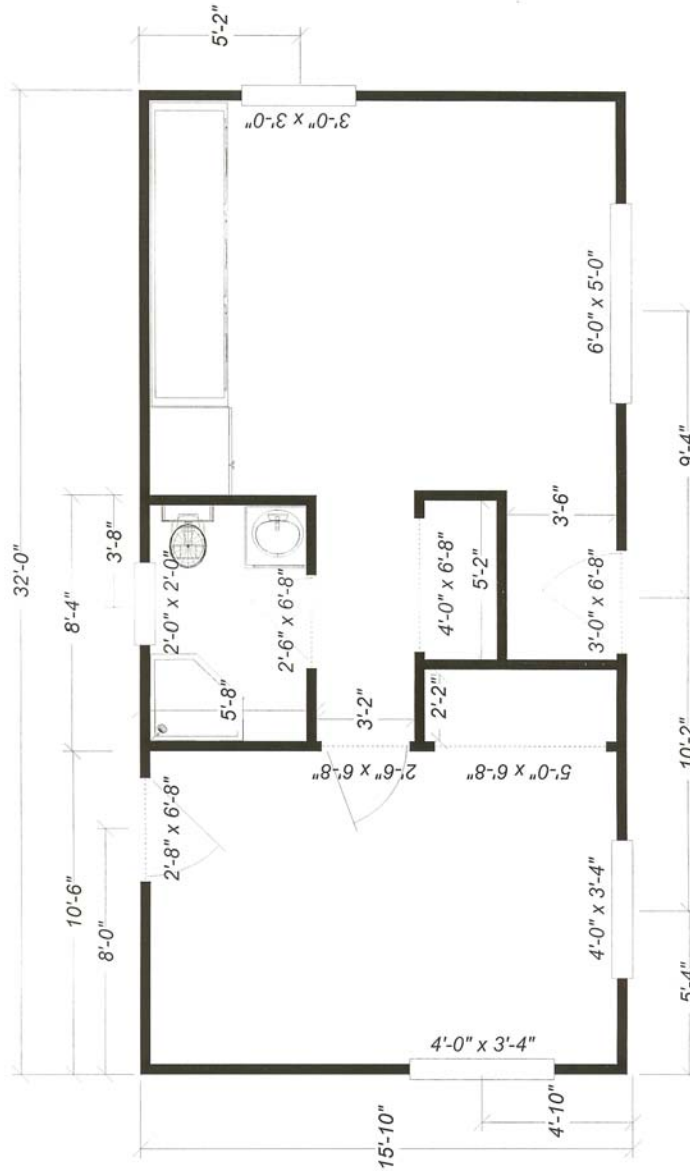 5'-2"
32'-0"
3'-0" x 3'-0"
3'-8"
8'-4"
2'-0" x 2'-0"
2'-6" x 6'-8"
5'-8"
3'-2"
4'-0" x 6'-8"
5'-2"
3'-6"
3'-0" x 6'-8"
6'-0" x 5'-0"
9'-4"
2'-2"
2'-6" x 6'-8"
5'-0" x 6'-8"
10'-2"
10'-6"
8'-0"
2'-8" x 6'-8"
4'-0" x 3'-4"
5'-4"
4'-0" x 3'-4"
15'-10"
4'-10"